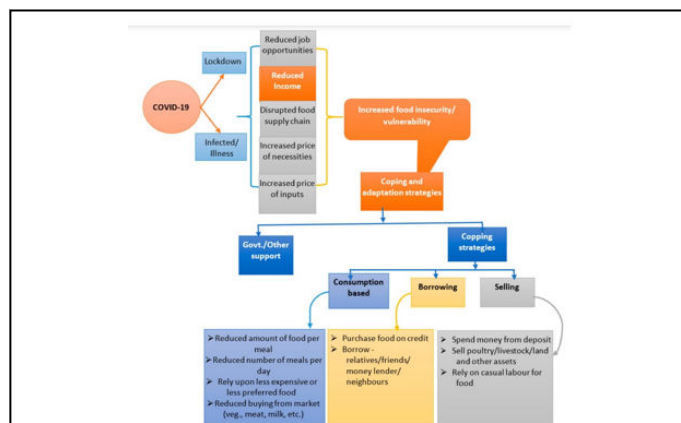 Reduced job
opportunities
Lockdown
Reduced
Income
COVID-19
Disrupted food
supply chain
Increased food insecurity/
vulnerability
Infected/
Illness
Increased price
of necessities
Increased price
of inputs
Coping and
adaptation strategies
Govt./Other
support
Copping
strategies
Consumption
based
Borrowing
Selling
➤Reduced amount of food per
meal
➤Reduced number of meals per
day
➤Rely upon less expensive or
less preferred food
➤Reduced buying from market
(veg., meat, milk, etc.)
➤Purchase food on credit
➤Borrow -
relatives/friends/
money lender/
neighbours
➤Spend money from deposit
➤Sell poultry/livestock/land
and other assets
➤Rely on casual labour for
food